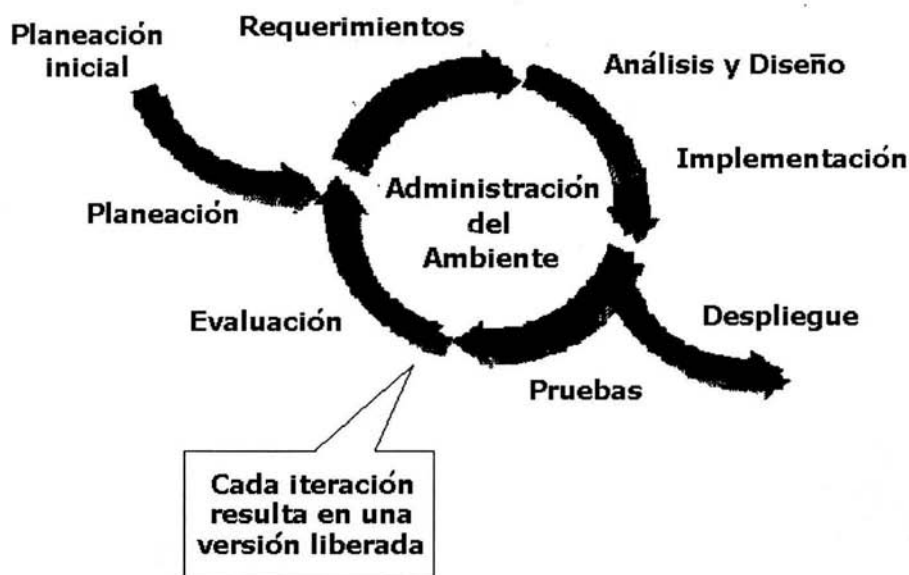 Planeación
inicial
Requerimientos
Análisis y Diseño
Implementación
Planeación
Administración
del
Ambiente
Evaluación
Despliegue
Pruebas
Cada iteración
resulta en una
versión liberada